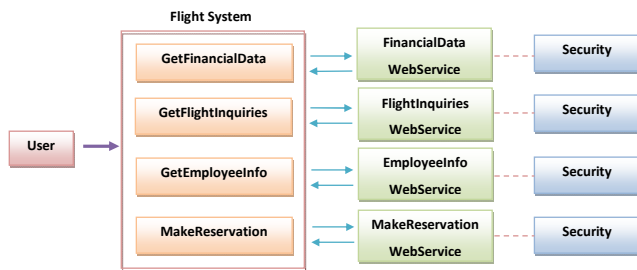 Flight System
User
GetFinancialData
GetFlightInquiries
GetEmployeeInfo
MakeReservation
FinancialData
WebService
FlightInquiries
WebService
EmployeeInfo
WebService
MakeReservation
WebService
Security
Security
Security
Security